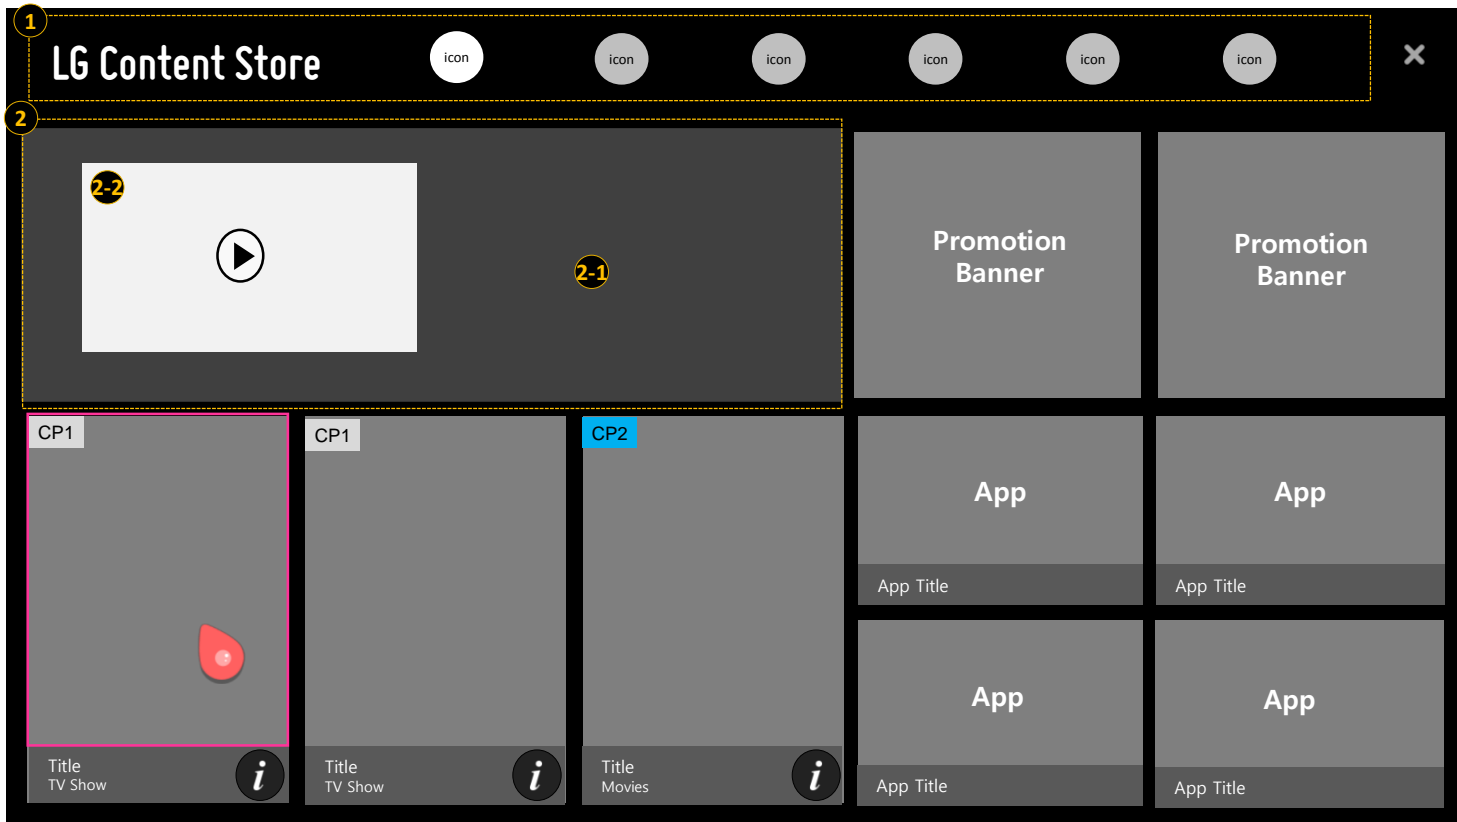 1
LG Content Store
icon
icon
icon
icon
icon
icon
2
2-2
2-1
Promotion
Banner
Promotion
Banner
CP1
CP1
CP2
App
App Title
App
App Title
Title
TV Show
i
Title
TV Show
i
Title
Movies
i
App
App Title
App
App Title